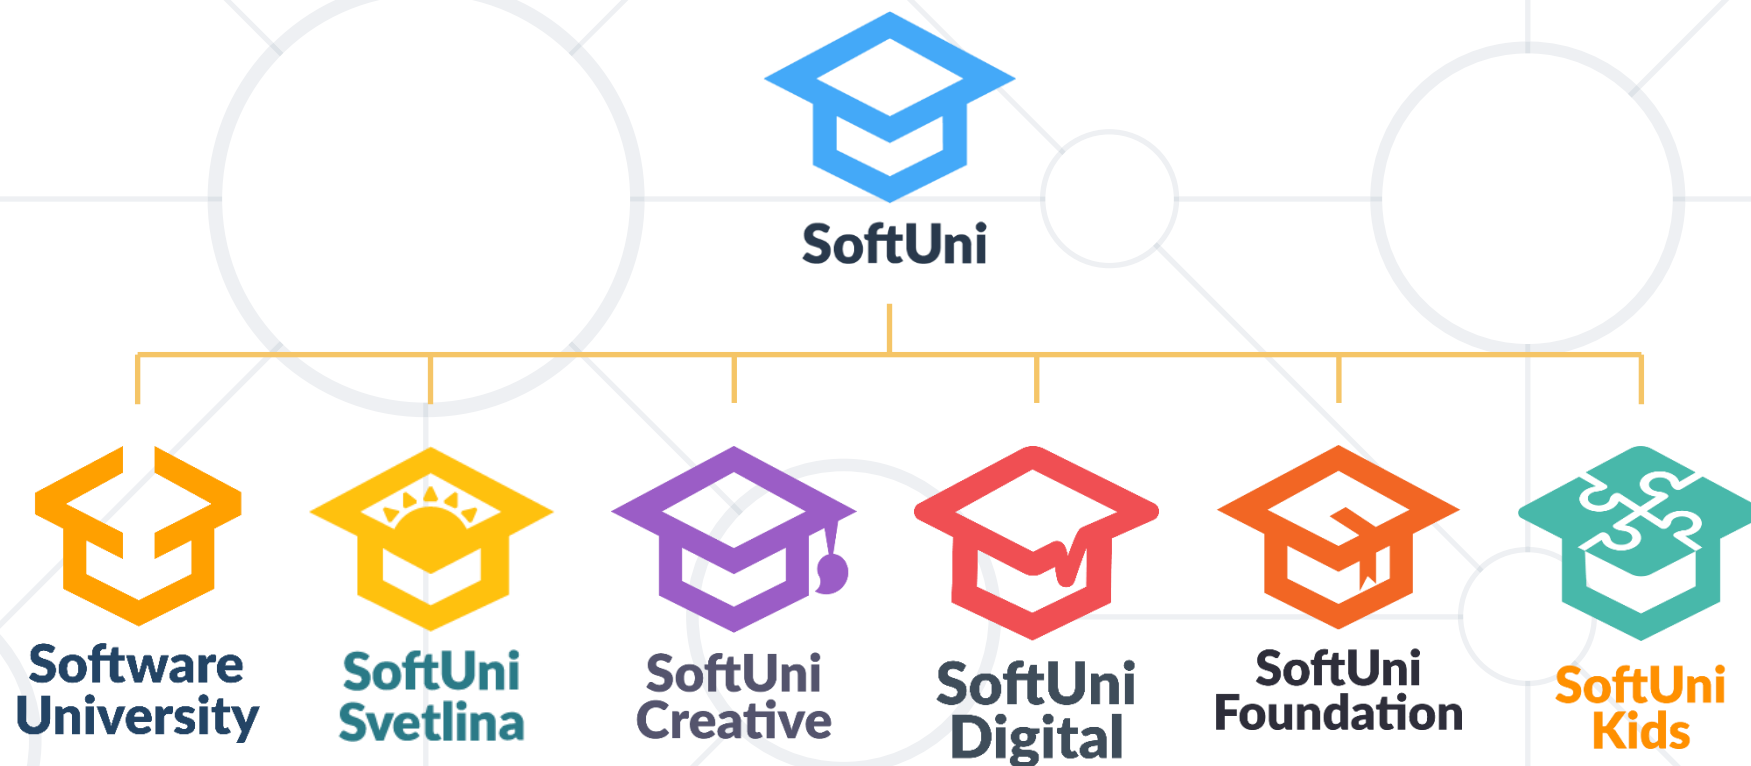 SoftUni
Software
University
SoftUni
Svetlina
SoftUni
Creative
SoftUni
Digital
SoftUni
Foundation
SoftUni
Kids